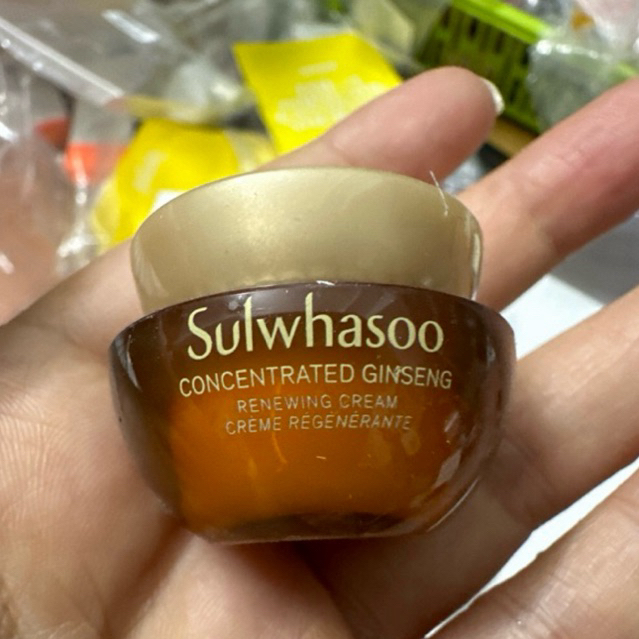 Sulwhasoo
CONCENTRATED GINSENG
RENEWING CREAM
CRÈME RÉGÉNÉRANTE